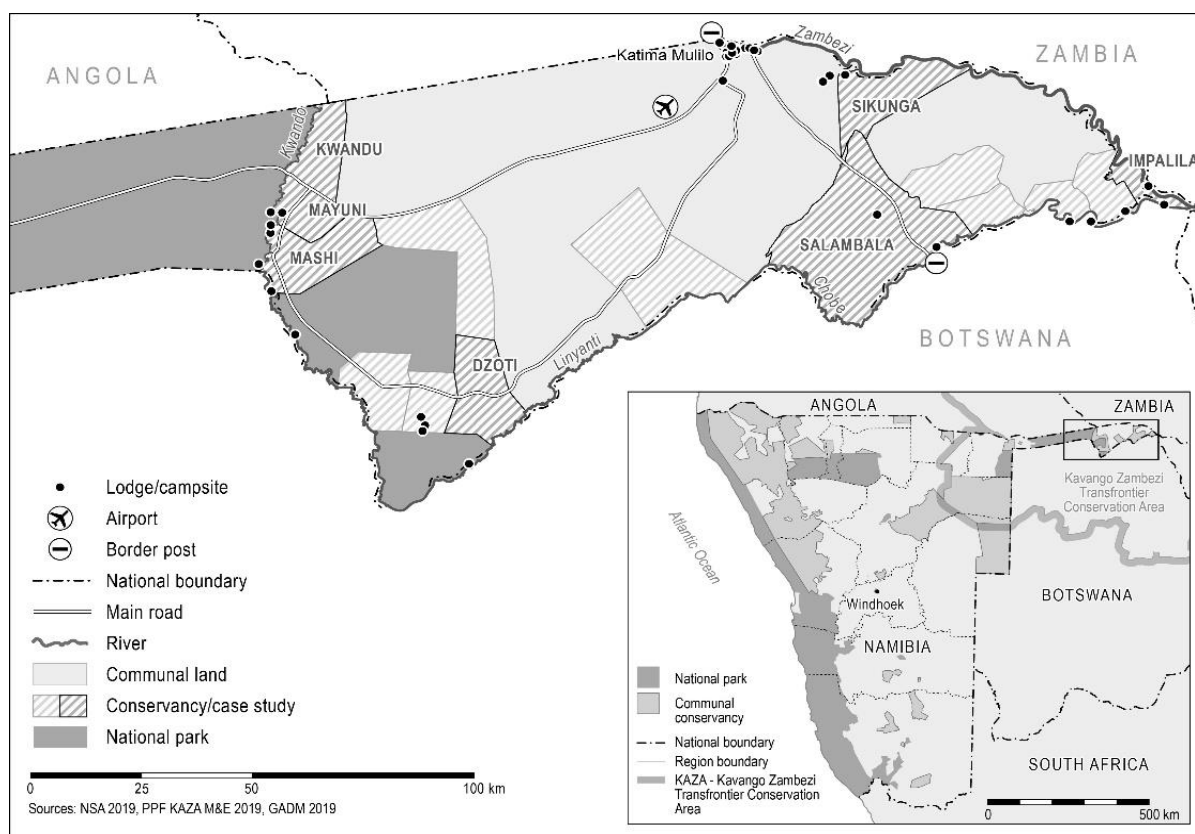 ANGOLA
Katima Mulilo
Zambezi
ZAMBIA
SIKUNGA
Kwando
KWANDU
IMPALILA
MAYUNI
MASHI
SALAMBALA
Chobe
DZOTI
Linyanti
BOTSWANA
Lodge/campsite
Airport
Border post
National boundary
Main road
River
Communal land
Conservancy/case study
National park
0 25 50 100 km
Sources: NSA 2019, PPF KAZA M&E 2019, GADM 2019
ANGOLA
ZAMBIA
Kavango Zambezi
Transfrontier
Conservation Area
Atlantic Ocean
Windhoek
BOTSWANA
NAMIBIA
SOUTH AFRICA
National park
Communal
conservancy
National boundary
Region boundary
KAZA - Kavango Zambezi
Transfrontier Conservation
Area
0 500 km